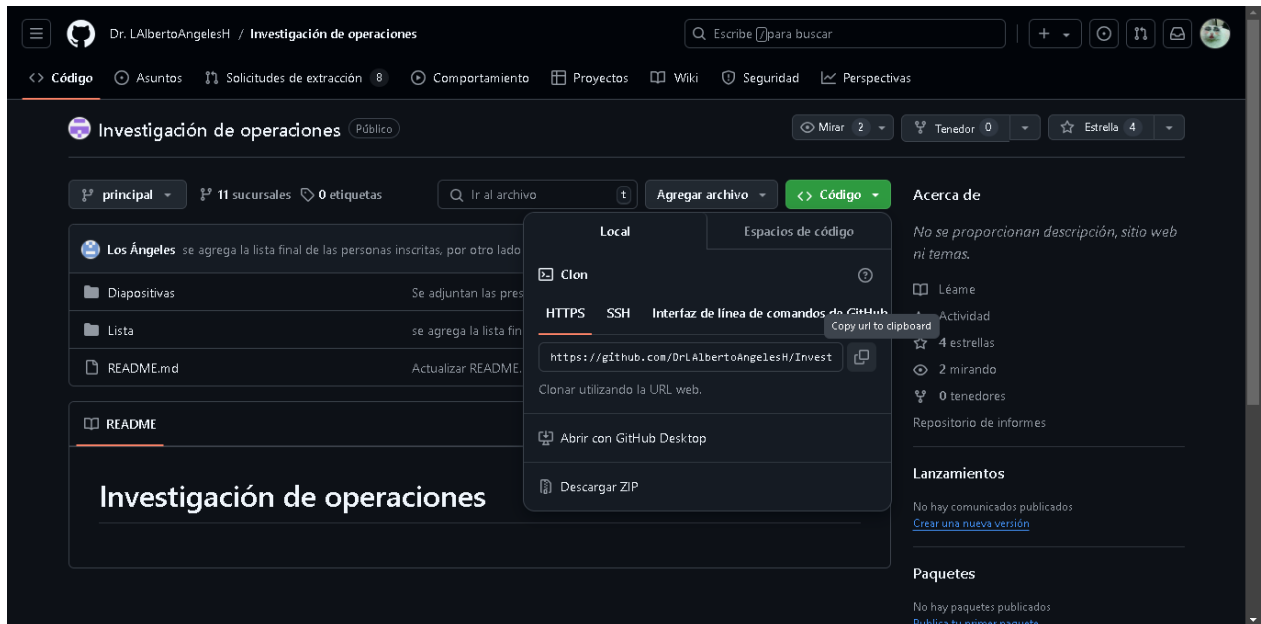 Dr. LAlbertoAngelesH / Investigación de operaciones
Escribe / para buscar
Código Asuntos Solicitudes de extracción 8 Comportamiento Proyectos Wiki Seguridad Perspectivas
Investigación de operaciones Público
Mirar 2 Tenedor 0 Estrella 4
principal 11 sucursales 0 etiquetas Ir al archivo t Agregar archivo Código
Acerca de
No se proporcionan descripción, sitio web
ni temas.
Léame
Actividad
4 estrellas
2 mirando
0 tenedores
Repositorio de informes
Lanzamientos
No hay comunicados publicados
Crear una nueva versión
Paquetes
No hay paquetes publicados
Publica tu primer paquete
Los Ángeles se agrega la lista final de las personas inscritas, por otro lado
Diapositivas Se adjuntan las pres
Lista se agrega la lista fin
README.md Actualizar README.
Local Espacios de código
Clon
HTTPS SSH Interfaz de línea de comandos de GitHub
Copy url to clipboard
https://github.com/DrLAlbertoAngelesH/Invest
Clonar utilizando la URL web.
Abrir con GitHub Desktop
Descargar ZIP
README
Investigación de operaciones